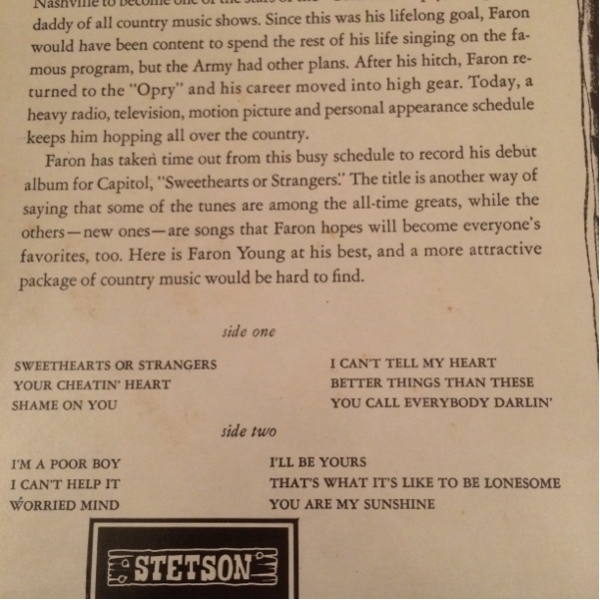 Nashville to become one of the stars of the
daddy of all country music shows. Since this was his lifelong goal, Faron
would have been content to spend the rest of his life singing on the fa-
mous program, but the Army had other plans. After his hitch, Faron re-
turned to the "Opry" and his career moved into high gear. Today, a
heavy radio, television, motion picture and personal appearance schedule
keeps him hopping all over the country.
Faron has taken time out from this busy schedule to record his debut
album for Capitol, "Sweethearts or Strangers." The title is another way of
saying that some of the tunes are among the all-time greats, while the
others—new ones—are songs that Faron hopes will become everyone's
favorites, too. Here is Faron Young at his best, and a more attractive
package of country music would be hard to find.
side one
SWEETHEARTS OR STRANGERS I CAN'T TELL MY HEART
YOUR CHEATIN' HEART BETTER THINGS THAN THESE
SHAME ON YOU YOU CALL EVERYBODY DARLIN'
side two
I'M A POOR BOY I'LL BE YOURS
I CAN'T HELP IT THAT'S WHAT IT'S LIKE TO BE LONESOME
WORRIED MIND YOU ARE MY SUNSHINE
STETSON